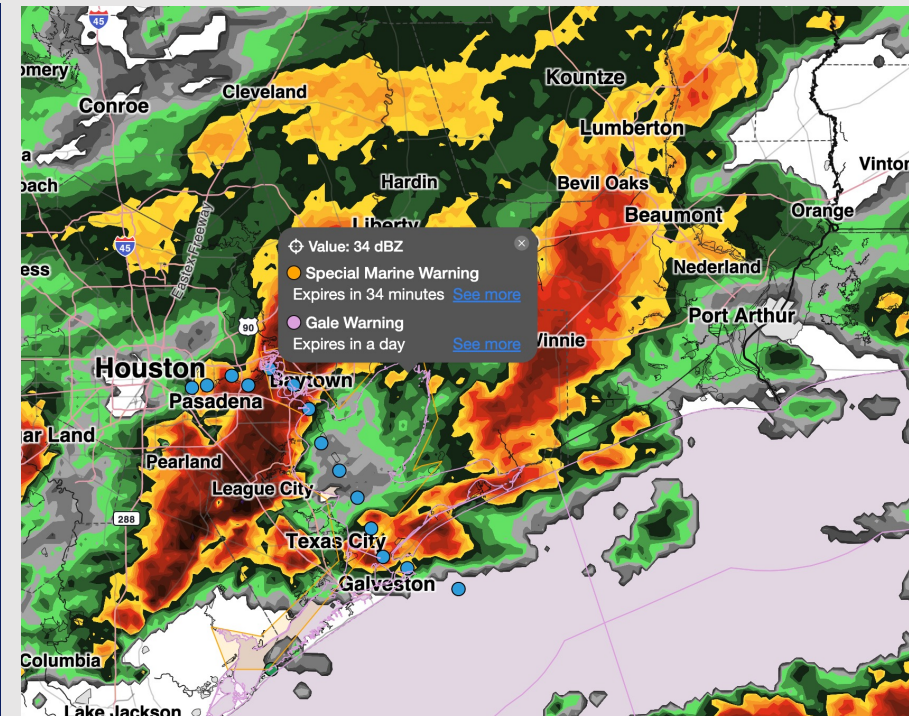 45
omery
Conroe
Cleveland
Kountze
Lumberton
a
oach
Hardin
Bevil Oaks
Vintor
Liberty
Beaumont
Orange
45
Eastex Freeway
ess
Nederland
Port Arthur
Value: 34 dBZ
Special Marine Warning
Expires in 34 minutes See more
Gale Warning
Expires in a day See more
90
Winnie
Houston
Baytown
Pasadena
ar Land
Pearland
League City
288
Texas City
Galveston
Columbia
Lake Jackson